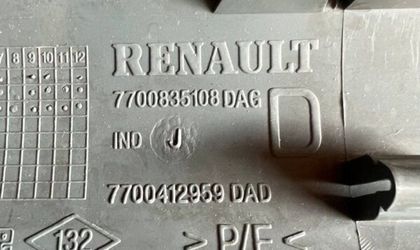 RENAULT
7 8 9 10 11 12
7700835108 DAG
IND J
7700412959 DAD
132